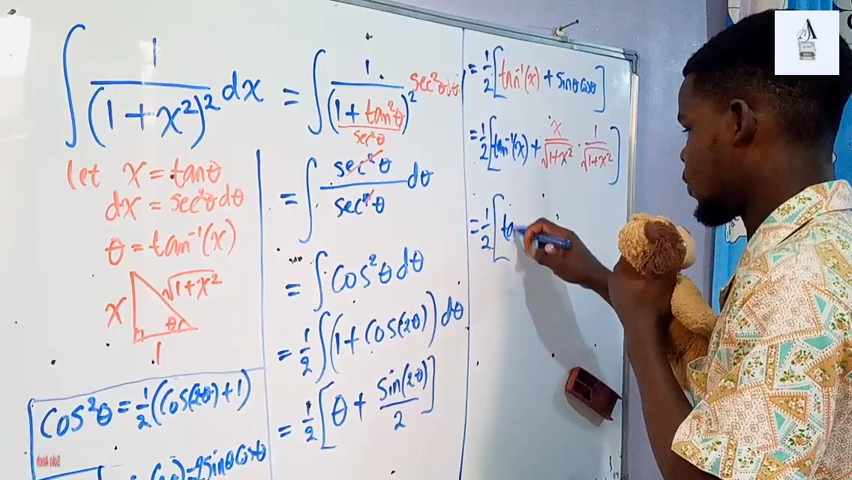 ∫ 1/(1+x²)² dx = ∫ 1/(1+tan²θ)² sec²θdθ
sec²θ
let x = tanθ
dx = sec²θdθ
θ = tan⁻¹(x)
x √1+x²
θ
1
Cos²θ = 1/2(Cos(2θ)+1)
= 2SinθCosθ
= ∫ sec²θ/sec⁴θ dθ
= ∫ Cos²θ dθ
= 1/2 ∫(1+Cos(2θ))dθ
= 1/2[θ + Sin(2θ)/2]
= 1/2[tan⁻¹(x) + SinθCosθ]
= 1/2[tan⁻¹(x) + x/√1+x² · 1/√1+x²]
= 1/2[ta